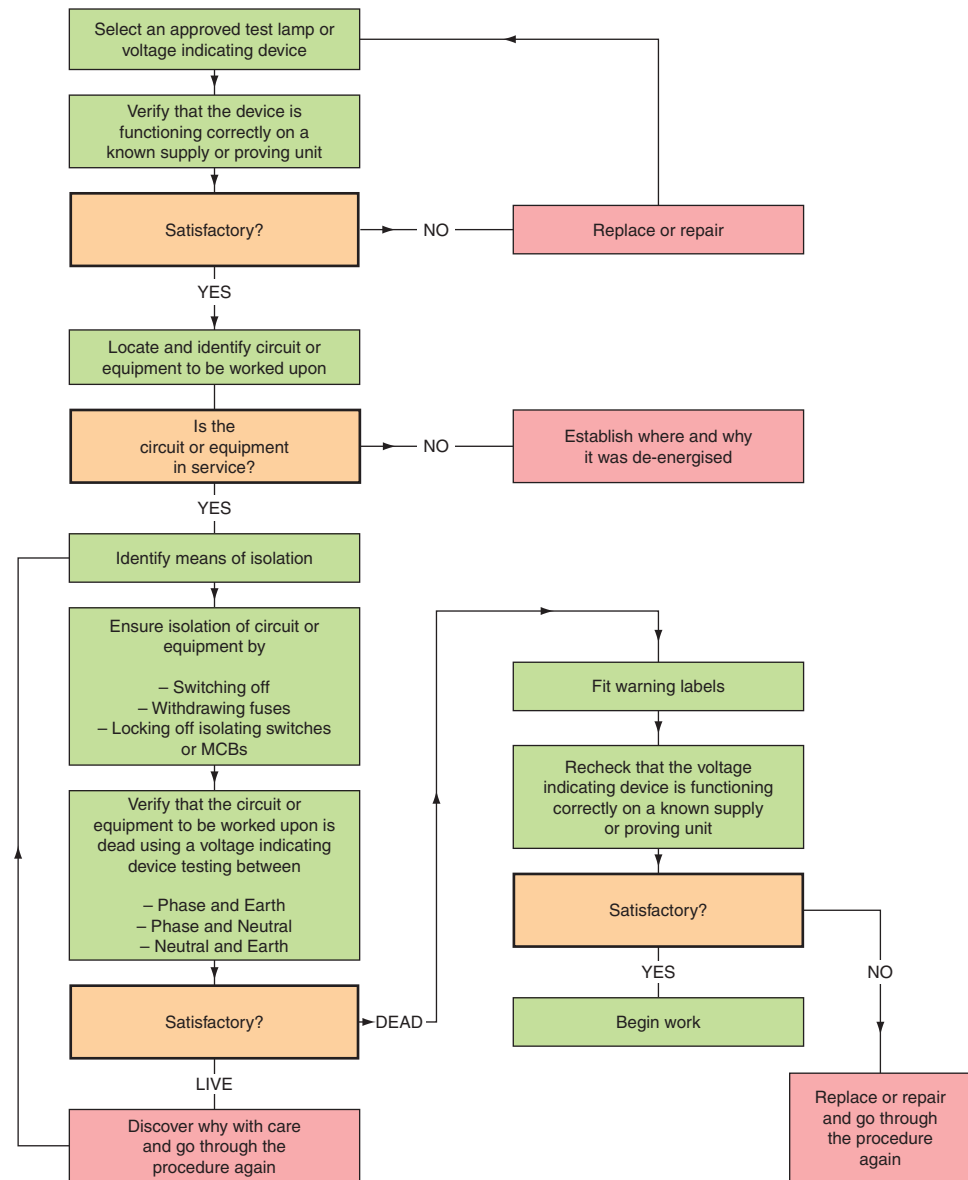 Select an approved test lamp or
voltage indicating device
Verify that the device is
functioning correctly on a
known supply or proving unit
Satisfactory?
NO
Replace or repair
YES
Locate and identify circuit or
equipment to be worked upon
Is the
circuit or equipment
in service?
NO
Establish where and why
it was de-energised
YES
Identify means of isolation
Ensure isolation of circuit or
equipment by
– Switching off
– Withdrawing fuses
– Locking off isolating switches
or MCBs
Verify that the circuit or
equipment to be worked upon is
dead using a voltage indicating
device testing between
– Phase and Earth
– Phase and Neutral
– Neutral and Earth
Satisfactory?
DEAD
LIVE
Discover why with care
and go through the
procedure again
Fit warning labels
Recheck that the voltage
indicating device is functioning
correctly on a known supply
or proving unit
Satisfactory?
YES
NO
Begin work
Replace or repair
and go through
the procedure
again